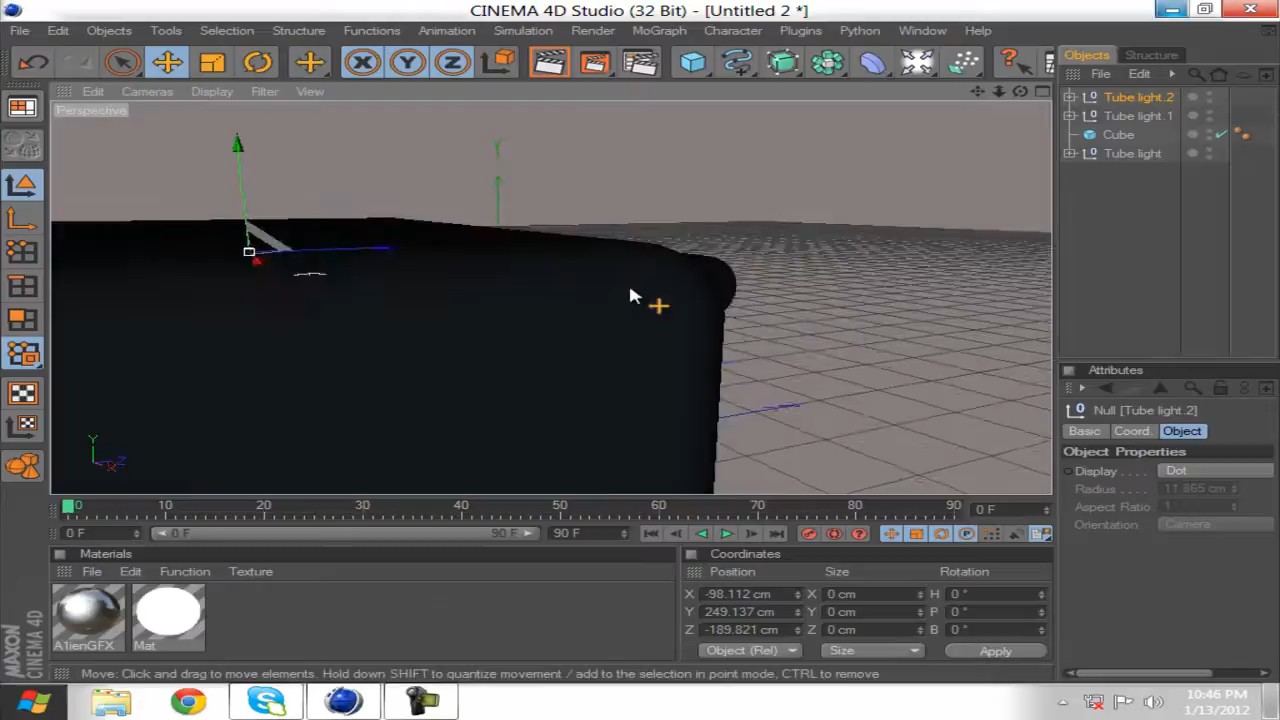 CINEMA 4D Studio (32 Bit) - [Untitled 2 *]
File Edit Objects Tools Selection Structure Functions Animation Simulation Render MoGraph Character Plugins Python Window Help
Objects Structure
File Edit
Edit Cameras Display Filter View
Perspective
Tube light.2
Tube light.1
Cube
Tube light
Y
Attributes
Null [Tube light.2]
Basic Coord. Object
Object Properties
Display . . . . Dot
Radius . . . . 11.865 cm
Aspect Ratio . 1
Orientation . Camera
Y
Z
X
0 10 20 30 40 50 60 70 80 90 0 F
0 F 0 F 90 F 90 F
Materials
File Edit Function Texture
A1ienGFX Mat
Coordinates
Position Size Rotation
X -98.112 cm X 0 cm H 0 °
Y 249.137 cm Y 0 cm P 0 °
Z -189.821 cm Z 0 cm B 0 °
Object (Rel) Size Apply
MAXON CINEMA 4D
Move: Click and drag to move elements. Hold down SHIFT to quantize movement / add to the selection in point mode, CTRL to remove
10:46 PM
1/13/2012